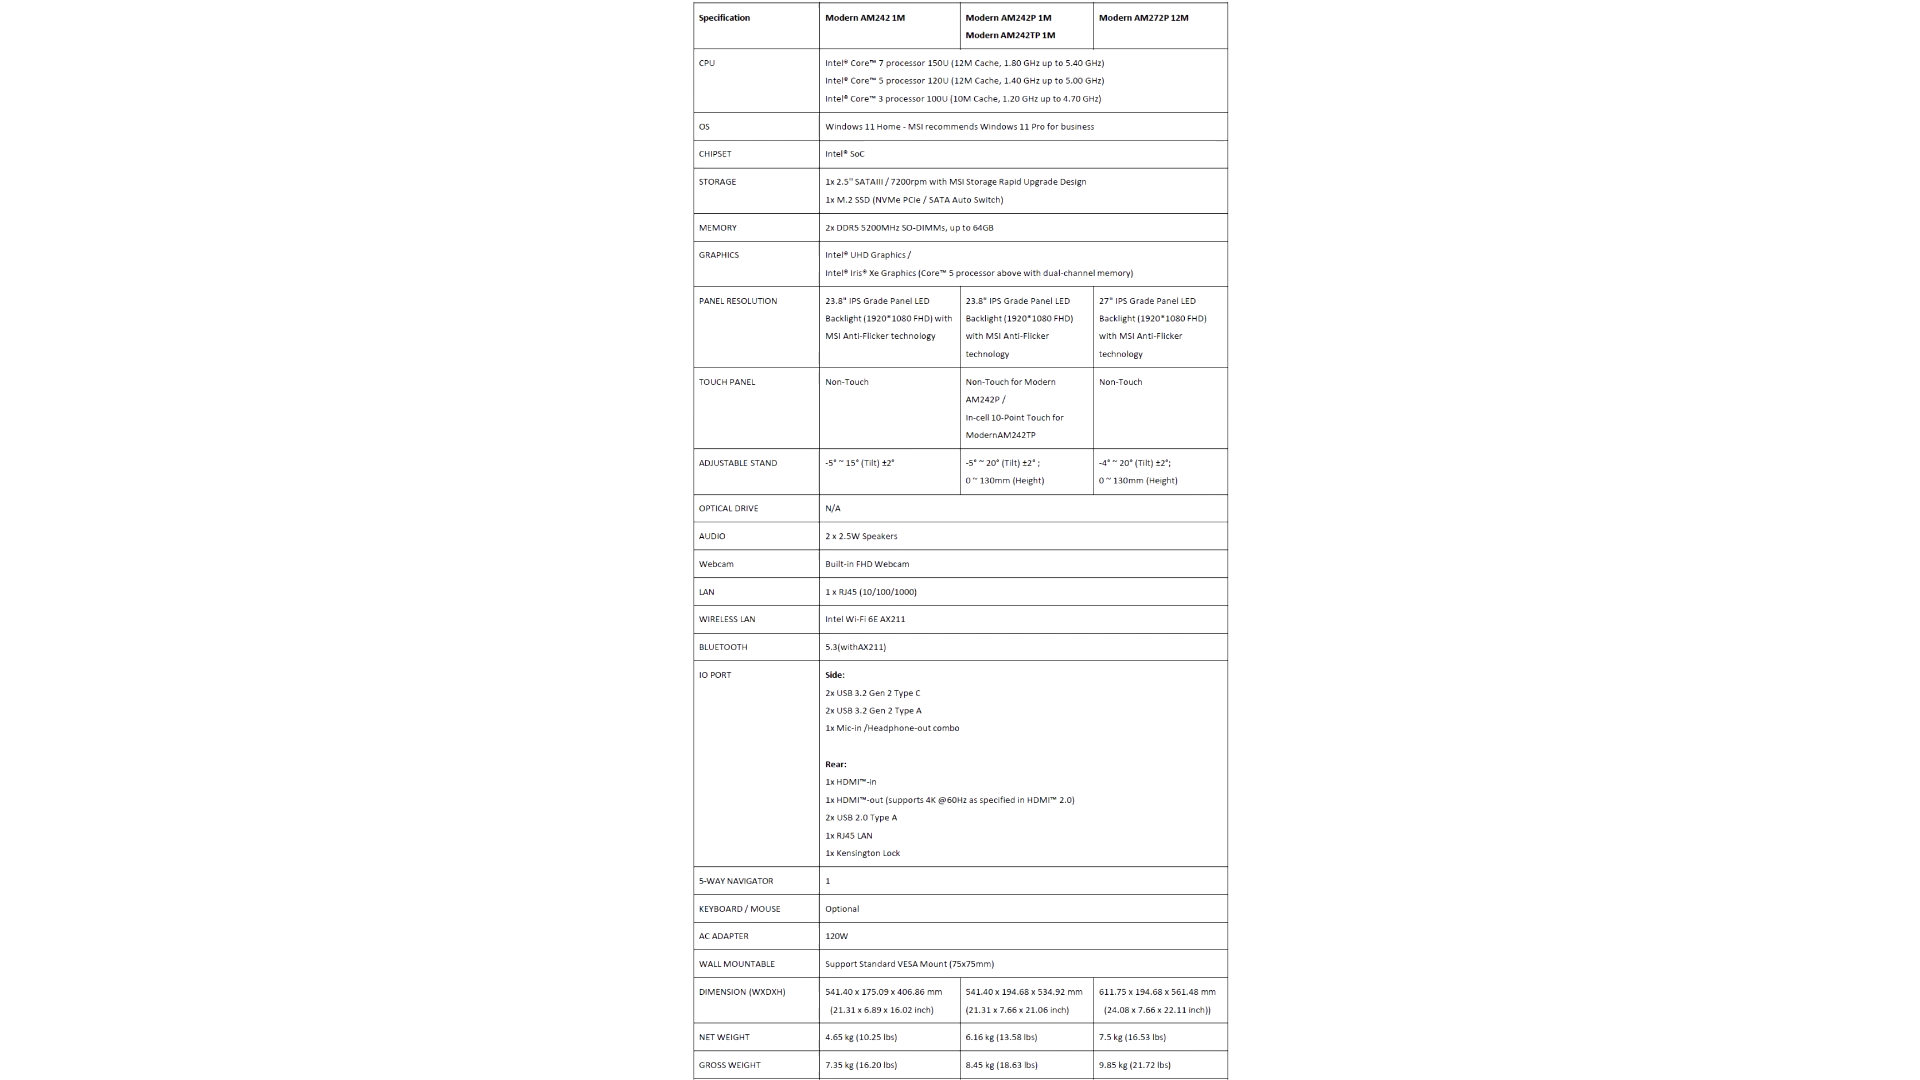 Specification Modern AM242 1M Modern AM242P 1M Modern AM272P 12M
Modern AM242TP 1M
CPU Intel® Core™ 7 processor 150U (12M Cache, 1.80 GHz up to 5.40 GHz)
Intel® Core™ 5 processor 120U (12M Cache, 1.40 GHz up to 5.00 GHz)
Intel® Core™ 3 processor 100U (10M Cache, 1.20 GHz up to 4.70 GHz)
OS Windows 11 Home - MSI recommends Windows 11 Pro for business
CHIPSET Intel® SoC
STORAGE 1x 2.5" SATAIII / 7200rpm with MSI Storage Rapid Upgrade Design
1x M.2 SSD (NVMe PCIe / SATA Auto Switch)
MEMORY 2x DDR5 5200MHz SO-DIMMs, up to 64GB
GRAPHICS Intel® UHD Graphics /
Intel® Iris® Xe Graphics (Core™ 5 processor above with dual-channel memory)
PANEL RESOLUTION 23.8" IPS Grade Panel LED 23.8" IPS Grade Panel LED 27" IPS Grade Panel LED
Backlight (1920*1080 FHD) with Backlight (1920*1080 FHD) Backlight (1920*1080 FHD)
MSI Anti-Flicker technology with MSI Anti-Flicker with MSI Anti-Flicker
technology technology
TOUCH PANEL Non-Touch Non-Touch for Modern Non-Touch
AM242P /
In-cell 10-Point Touch for
ModernAM242TP
ADJUSTABLE STAND -5° ~ 15° (Tilt) ±2° -5° ~ 20° (Tilt) ±2° ; -4° ~ 20° (Tilt) ±2°;
0 ~ 130mm (Height) 0 ~ 130mm (Height)
OPTICAL DRIVE N/A
AUDIO 2 x 2.5W Speakers
Webcam Built-in FHD Webcam
LAN 1 x RJ45 (10/100/1000)
WIRELESS LAN Intel Wi-Fi 6E AX211
BLUETOOTH 5.3(withAX211)
IO PORT Side:
2x USB 3.2 Gen 2 Type C
2x USB 3.2 Gen 2 Type A
1x Mic-in /Headphone-out combo
Rear:
1x HDMI™-in
1x HDMI™-out (supports 4K @60Hz as specified in HDMI™ 2.0)
2x USB 2.0 Type A
1x RJ45 LAN
1x Kensington Lock
5-WAY NAVIGATOR 1
KEYBOARD / MOUSE Optional
AC ADAPTER 120W
WALL MOUNTABLE Support Standard VESA Mount (75x75mm)
DIMENSION (WXDXH) 541.40 x 175.09 x 406.86 mm 541.40 x 194.68 x 534.92 mm 611.75 x 194.68 x 561.48 mm
(21.31 x 6.89 x 16.02 inch) (21.31 x 7.66 x 21.06 inch) (24.08 x 7.66 x 22.11 inch))
NET WEIGHT 4.65 kg (10.25 lbs) 6.16 kg (13.58 lbs) 7.5 kg (16.53 lbs)
GROSS WEIGHT 7.35 kg (16.20 lbs) 8.45 kg (18.63 lbs) 9.85 kg (21.72 lbs)